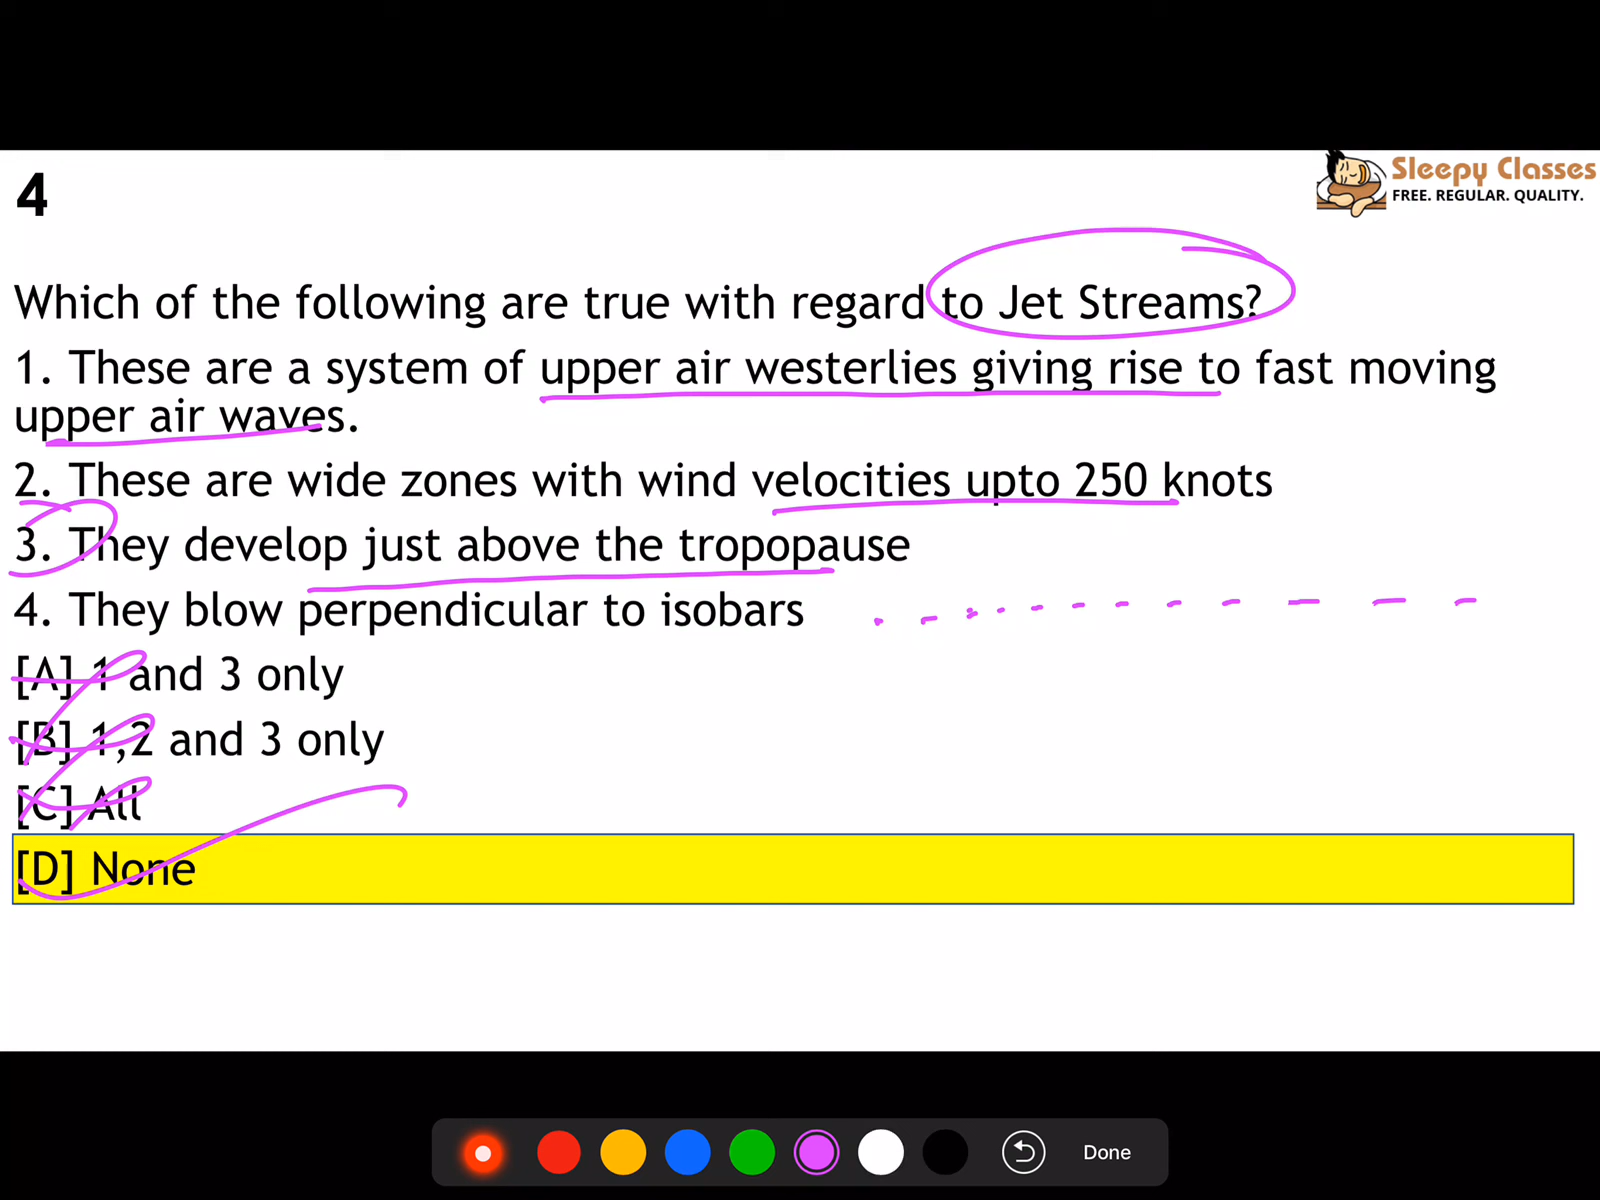 4
Sleepy Classes
FREE. REGULAR. QUALITY.
Which of the following are true with regard to Jet Streams?
1. These are a system of upper air westerlies giving rise to fast moving
upper air waves.
2. These are wide zones with wind velocities upto 250 knots
3. They develop just above the tropopause
4. They blow perpendicular to isobars
[A] 1 and 3 only
[B] 1,2 and 3 only
[C] All
[D] None
Done